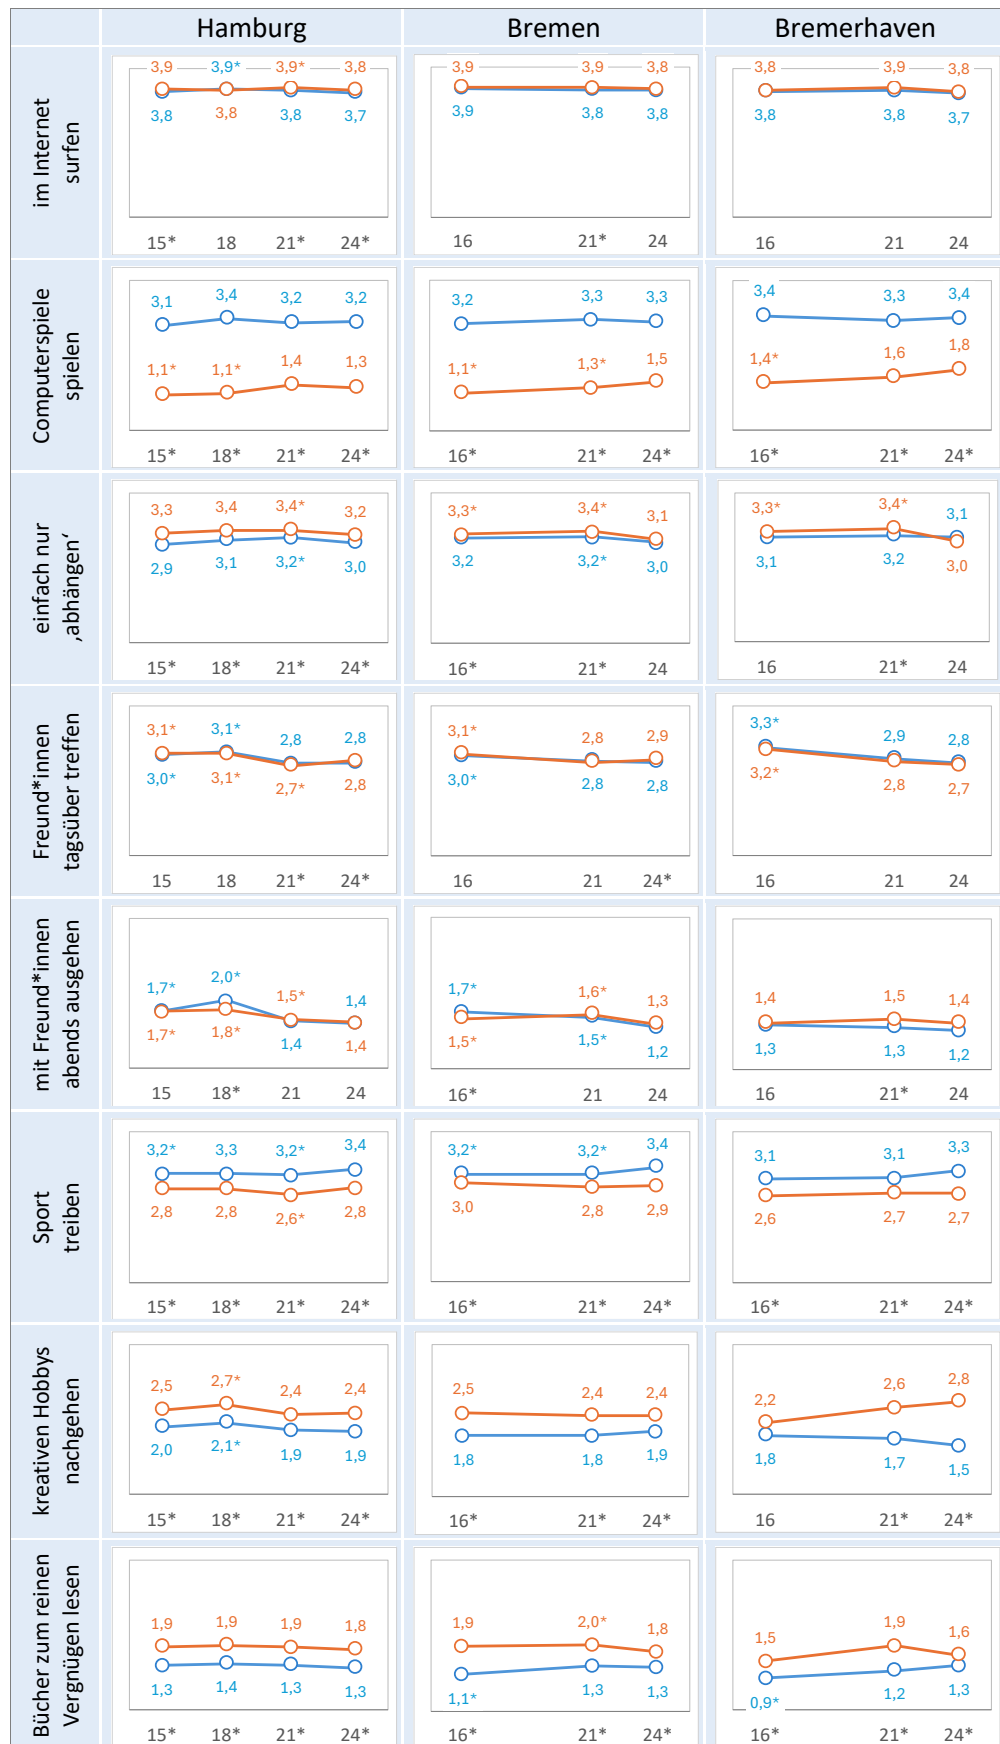 Hamburg Bremen Bremerhaven
im Internet
surfen
3,9 3,9* 3,9* 3,8
3,8 3,8 3,8 3,7
15* 18 21* 24*
3,9 3,9 3,8
3,9 3,8 3,8
16 21* 24
3,8 3,9 3,8
3,8 3,8 3,7
16 21 24
Computerspiele
spielen
3,1 3,4 3,2 3,2
1,1* 1,1* 1,4 1,3
15* 18* 21* 24*
3,2 3,3 3,3
1,1* 1,3* 1,5
16* 21* 24*
3,4 3,3 3,4
1,4* 1,6 1,8
16* 21* 24*
einfach nur
‚abhängen‘
3,3 3,4 3,4* 3,2
2,9 3,1 3,2* 3,0
15* 18* 21* 24*
3,3* 3,4* 3,1
3,2 3,2* 3,0
16* 21* 24
3,3* 3,4* 3,1
3,1 3,2 3,0
16 21* 24
Freund*innen
tagsüber treffen
3,1* 3,1* 2,8 2,8
3,0* 3,1* 2,7* 2,8
15 18 21* 24*
3,1* 2,8 2,9
3,0* 2,8 2,8
16 21 24*
3,3* 2,9 2,8
3,2* 2,8 2,7
16 21 24
mit Freund*innen
abends ausgehen
1,7* 2,0* 1,5* 1,4
1,7* 1,8* 1,4 1,4
15 18* 21 24
1,7* 1,6* 1,3
1,5* 1,5* 1,2
16* 21 24
1,4 1,5 1,4
1,3 1,3 1,2
16 21* 24
Sport
treiben
3,2* 3,3 3,2* 3,4
2,8 2,8 2,6* 2,8
15* 18* 21* 24*
3,2* 3,2* 3,4
3,0 2,8 2,9
16* 21* 24*
3,1 3,1 3,3
2,6 2,7 2,7
16* 21* 24*
kreativen Hobbys
nachgehen
2,5 2,7* 2,4 2,4
2,0 2,1* 1,9 1,9
15* 18* 21* 24*
2,5 2,4 2,4
1,8 1,8 1,9
16* 21* 24*
2,2 2,6 2,8
1,8 1,7 1,5
16 21* 24*
Bücher zum reinen
Vergnügen lesen
1,9 1,9 1,9 1,8
1,3 1,4 1,3 1,3
15* 18* 21* 24*
1,9 2,0* 1,8
1,1* 1,3 1,3
16* 21* 24*
1,5 1,9 1,6
0,9* 1,2 1,3
16* 21* 24*